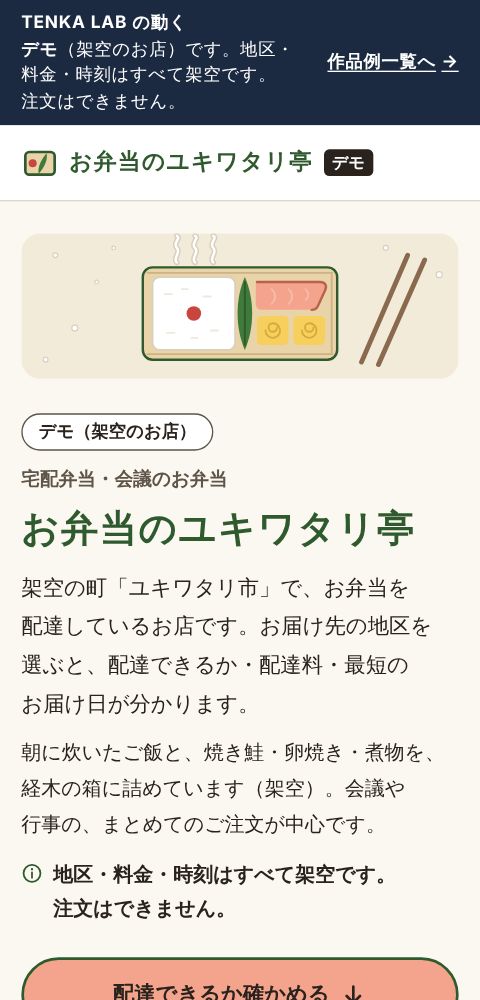 TENKA LAB の動く
デモ（架空のお店）です。地区・
料金・時刻はすべて架空です。
注文はできません。
作品例一覧へ →
お弁当のユキワタリ亭 デモ
デモ（架空のお店）
宅配弁当・会議のお弁当
お弁当のユキワタリ亭
架空の町「ユキワタリ市」で、お弁当を
配達しているお店です。お届け先の地区を
選ぶと、配達できるか・配達料・最短の
お届け日が分かります。
朝に炊いたご飯と、焼き鮭・卵焼き・煮物を、
経木の箱に詰めています（架空）。会議や
行事の、まとめてのご注文が中心です。
地区・料金・時刻はすべて架空です。
注文はできません。
配達できるか確かめる ↓